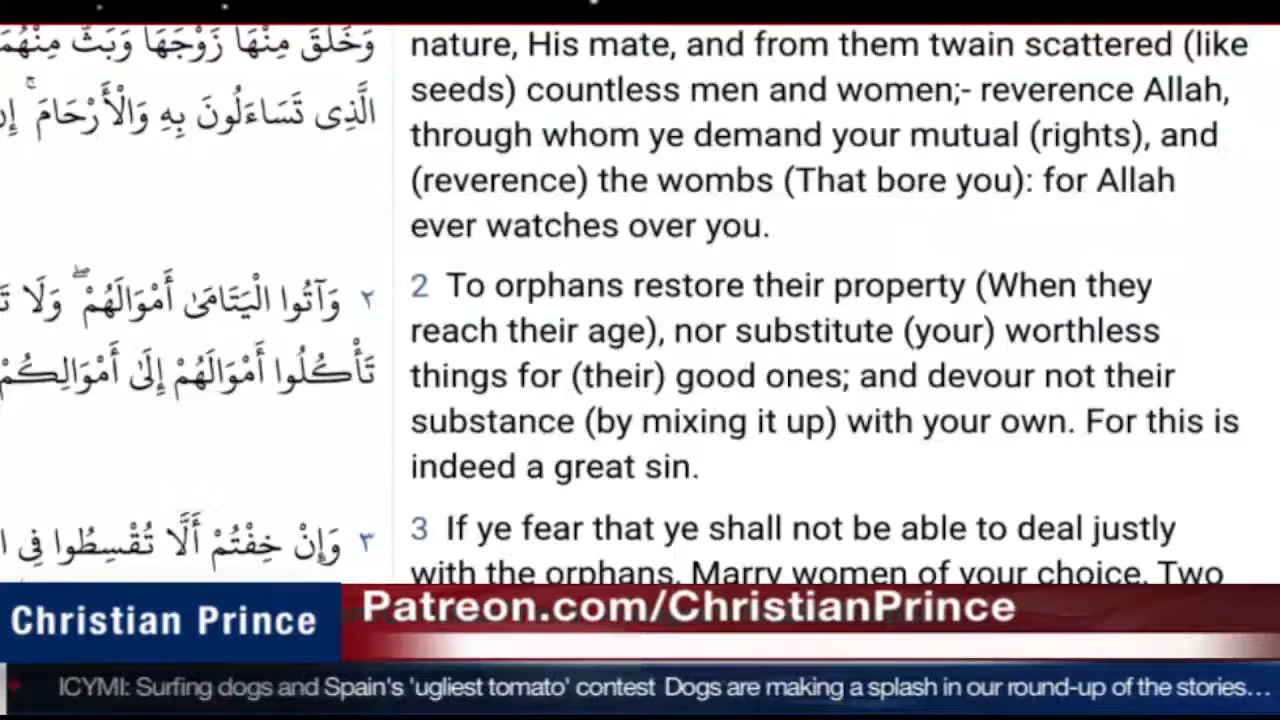 وَخَلَقَ مِنْهَا زَوْجَهَا وَبَثَّ مِنْهُمَا
الَّذِى تَسَاءَلُونَ بِهِ وَالْأَرْحَامَ ۚ إِن
٢ وَآتُوا الْيَتَامَىٰ أَمْوَالَهُمْ ۖ وَلَا تَ
تَأْكُلُوا أَمْوَالَهُمْ إِلَىٰ أَمْوَالِكُمْ
٣ وَإِنْ خِفْتُمْ أَلَّا تُقْسِطُوا فِى ا
nature, His mate, and from them twain scattered (like
seeds) countless men and women;- reverence Allah,
through whom ye demand your mutual (rights), and
(reverence) the wombs (That bore you): for Allah
ever watches over you.
2 To orphans restore their property (When they
reach their age), nor substitute (your) worthless
things for (their) good ones; and devour not their
substance (by mixing it up) with your own. For this is
indeed a great sin.
3 If ye fear that ye shall not be able to deal justly
with the orphans, Marry women of your choice, Two
Christian Prince
Patreon.com/ChristianPrince
ICYMI: Surfing dogs and Spain's 'ugliest tomato' contest Dogs are making a splash in our round-up of the stories...